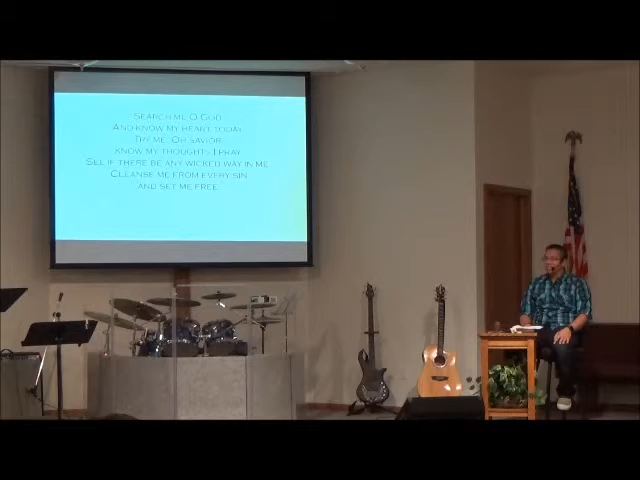 Search me O God
And know my heart today
Try me, Oh Savior
know my thoughts I pray
See if there be any wicked way in me
Cleanse me from every sin
and set me free